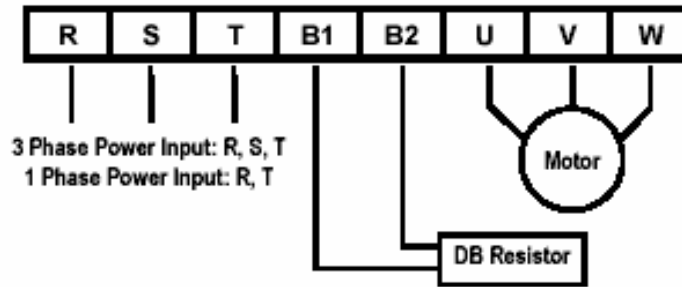 R S T B1 B2 U V W
3 Phase Power Input: R, S, T
1 Phase Power Input: R, T
Motor
DB Resistor